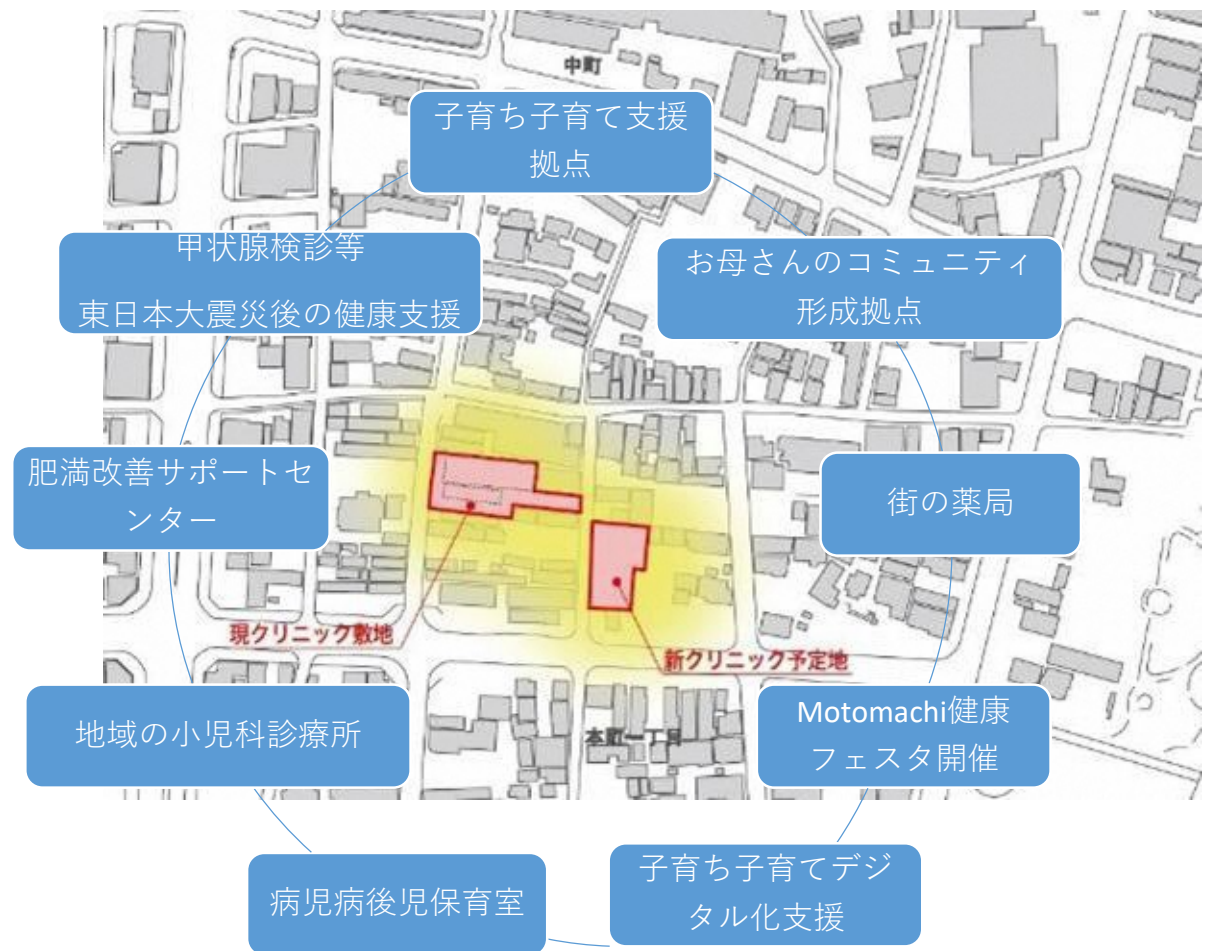 中町
子育ち子育て支援
拠点
甲状腺検診等
東日本大震災後の健康支援
お母さんのコミュニティ
形成拠点
肥満改善サポートセ
ンター
街の薬局
現クリニック敷地
新クリニック予定地
地域の小児科診療所
本町一丁目
Motomachi健康
フェスタ開催
病児病後児保育室
子育ち子育てデジ
タル化支援